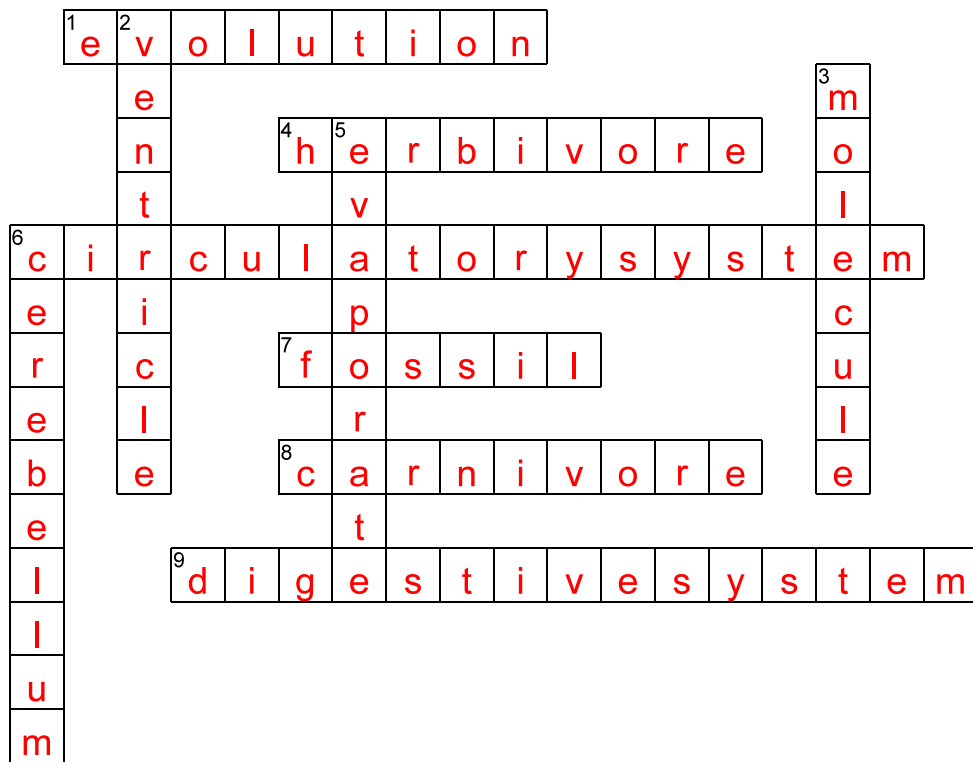 1 evolution
2 ventricle
3 molecule
4 herbivore
5 evaporate
6 circulatorysystem
cerebellum
7 fossil
8 carnivore
9 digestivesystem